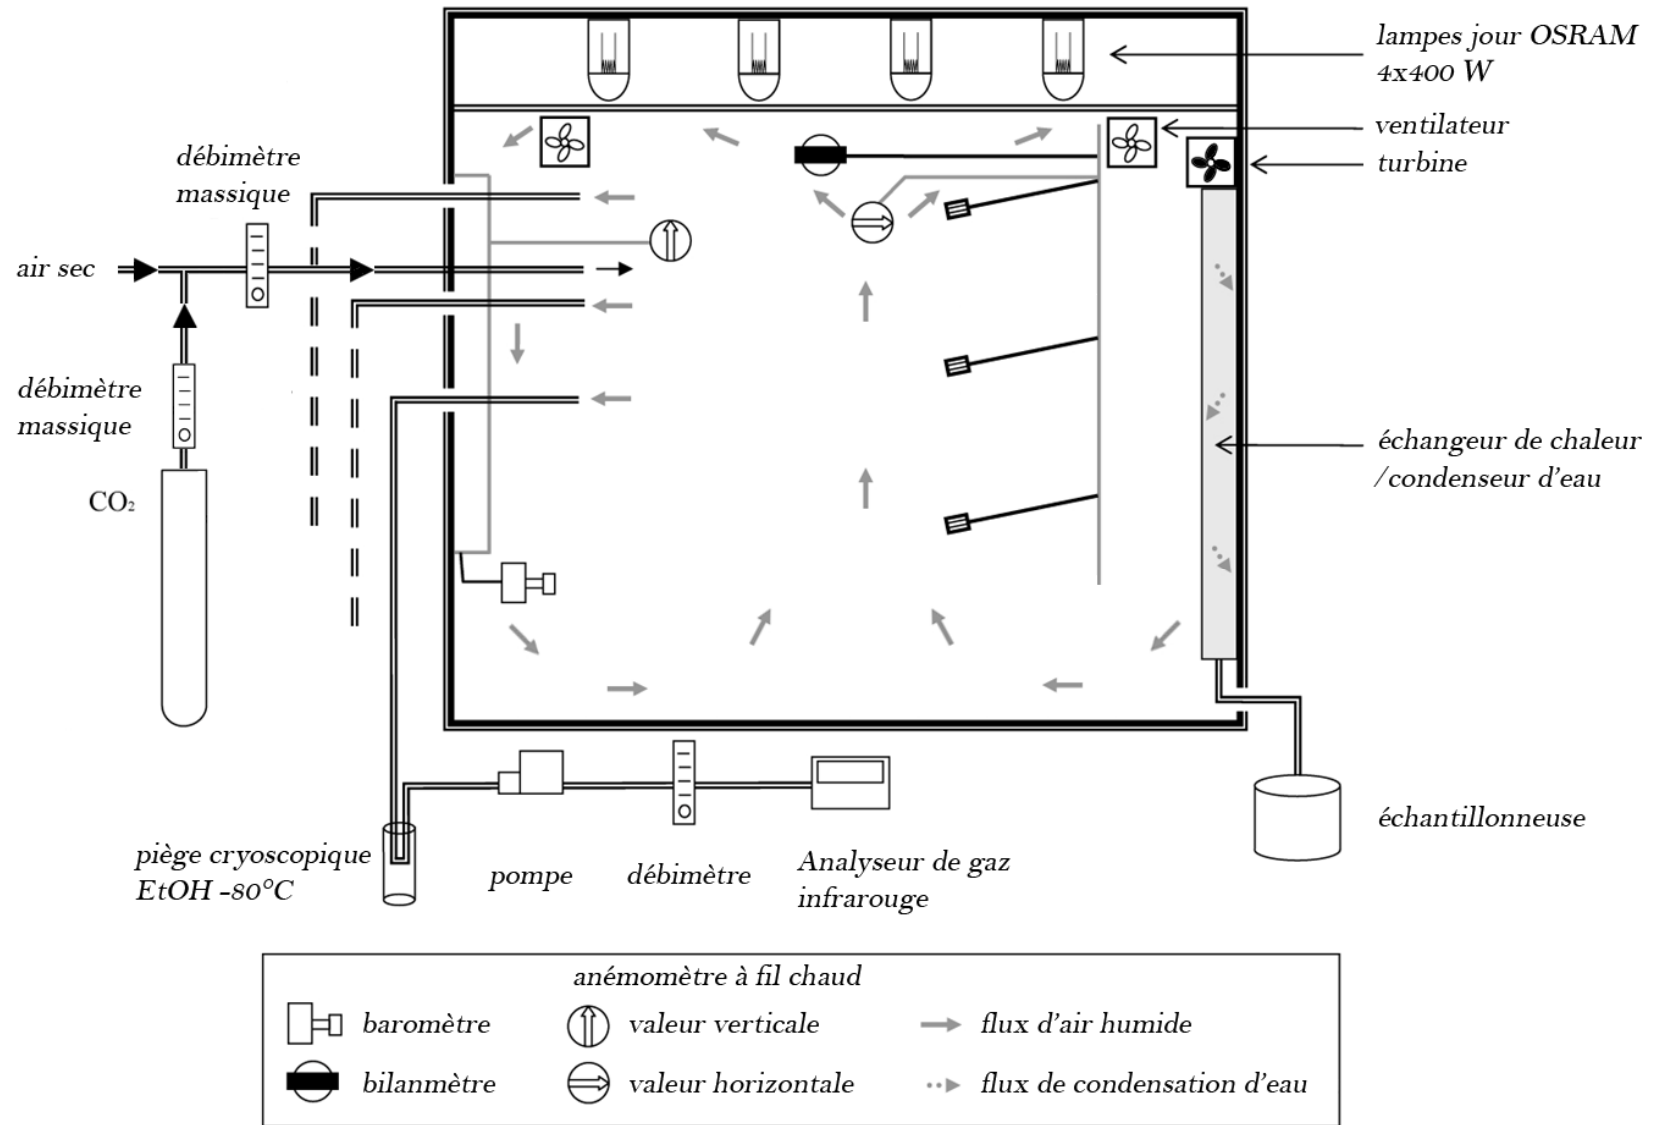 lampes jour OSRAM
4x400 W
ventilateur
turbine
débimètre
massique
air sec
débimètre
massique
CO₂
échangeur de chaleur
/condenseur d'eau
échantillonneuse
piège cryoscopique
EtOH -80°C
pompe
débimètre
Analyseur de gaz
infrarouge
anémomètre à fil chaud
baromètre
valeur verticale
flux d'air humide
bilanmètre
valeur horizontale
flux de condensation d'eau